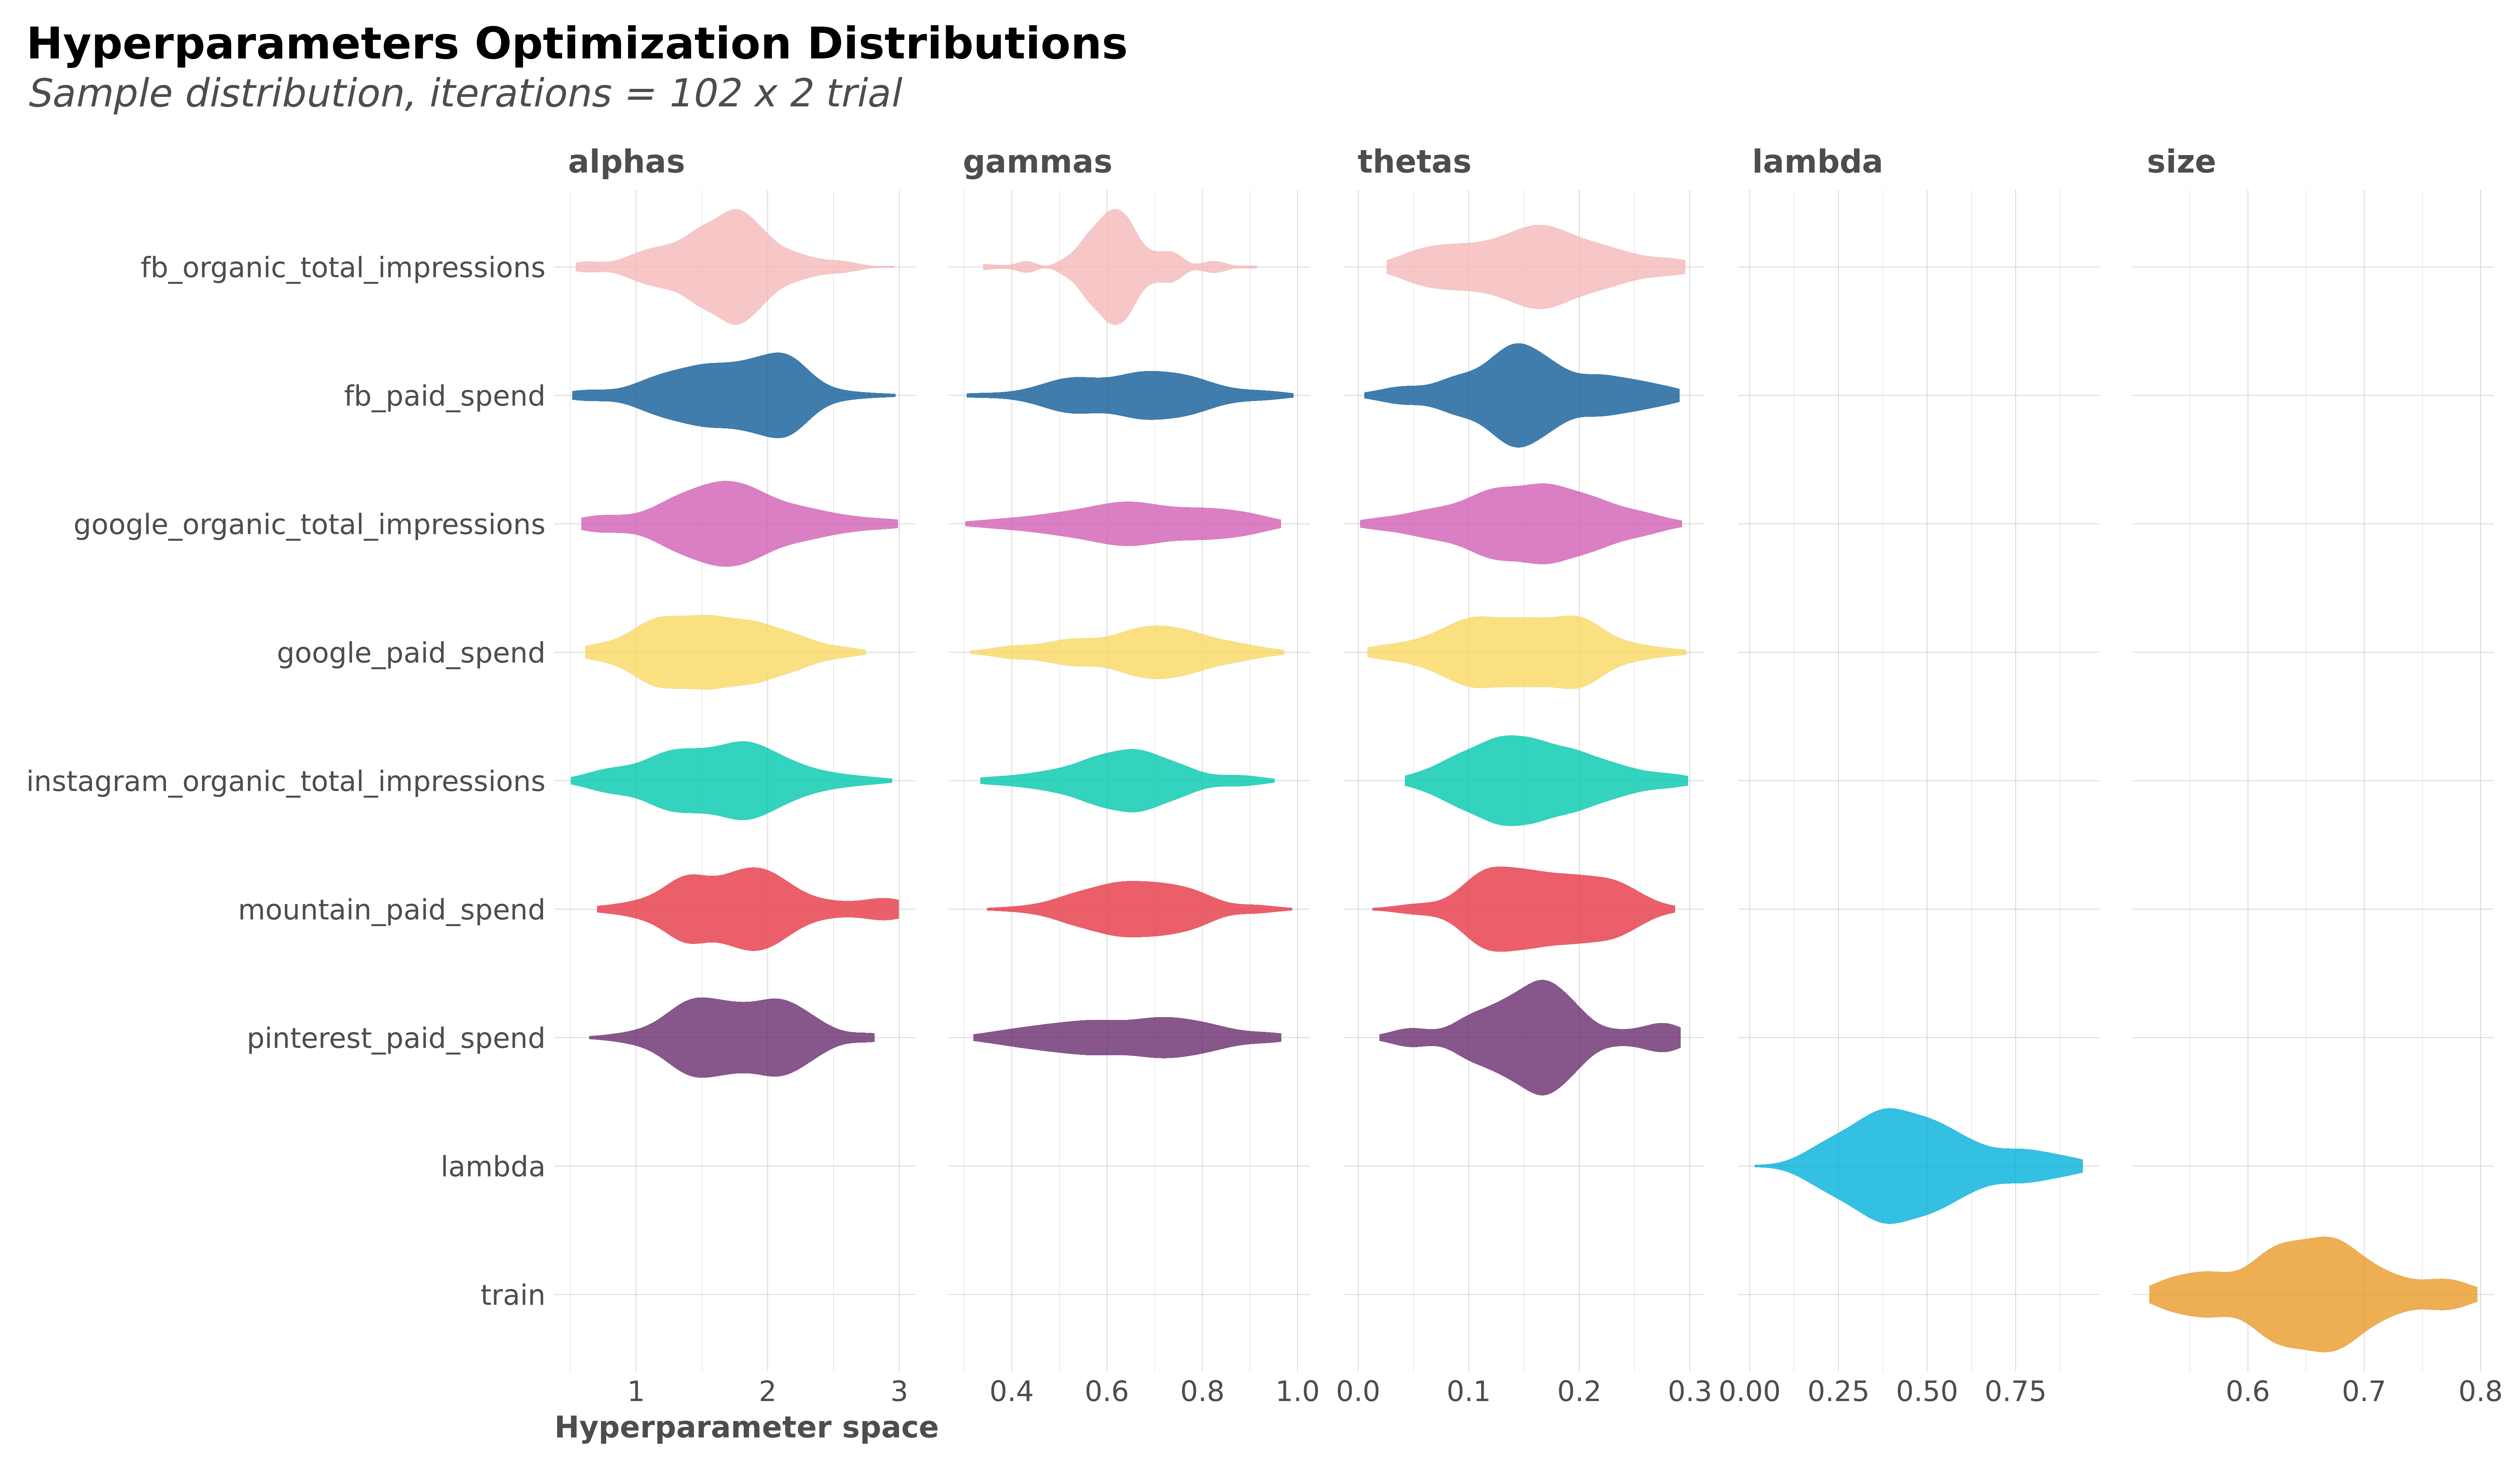 Hyperparameters Optimization Distributions
Sample distribution, iterations = 102 x 2 trial
alphas gammas thetas lambda size
fb_organic_total_impressions
fb_paid_spend
google_organic_total_impressions
google_paid_spend
instagram_organic_total_impressions
mountain_paid_spend
pinterest_paid_spend
lambda
train
1 2 3 0.4 0.6 0.8 1.0 0.0 0.1 0.2 0.3 0.00 0.25 0.50 0.75 0.6 0.7 0.8
Hyperparameter space